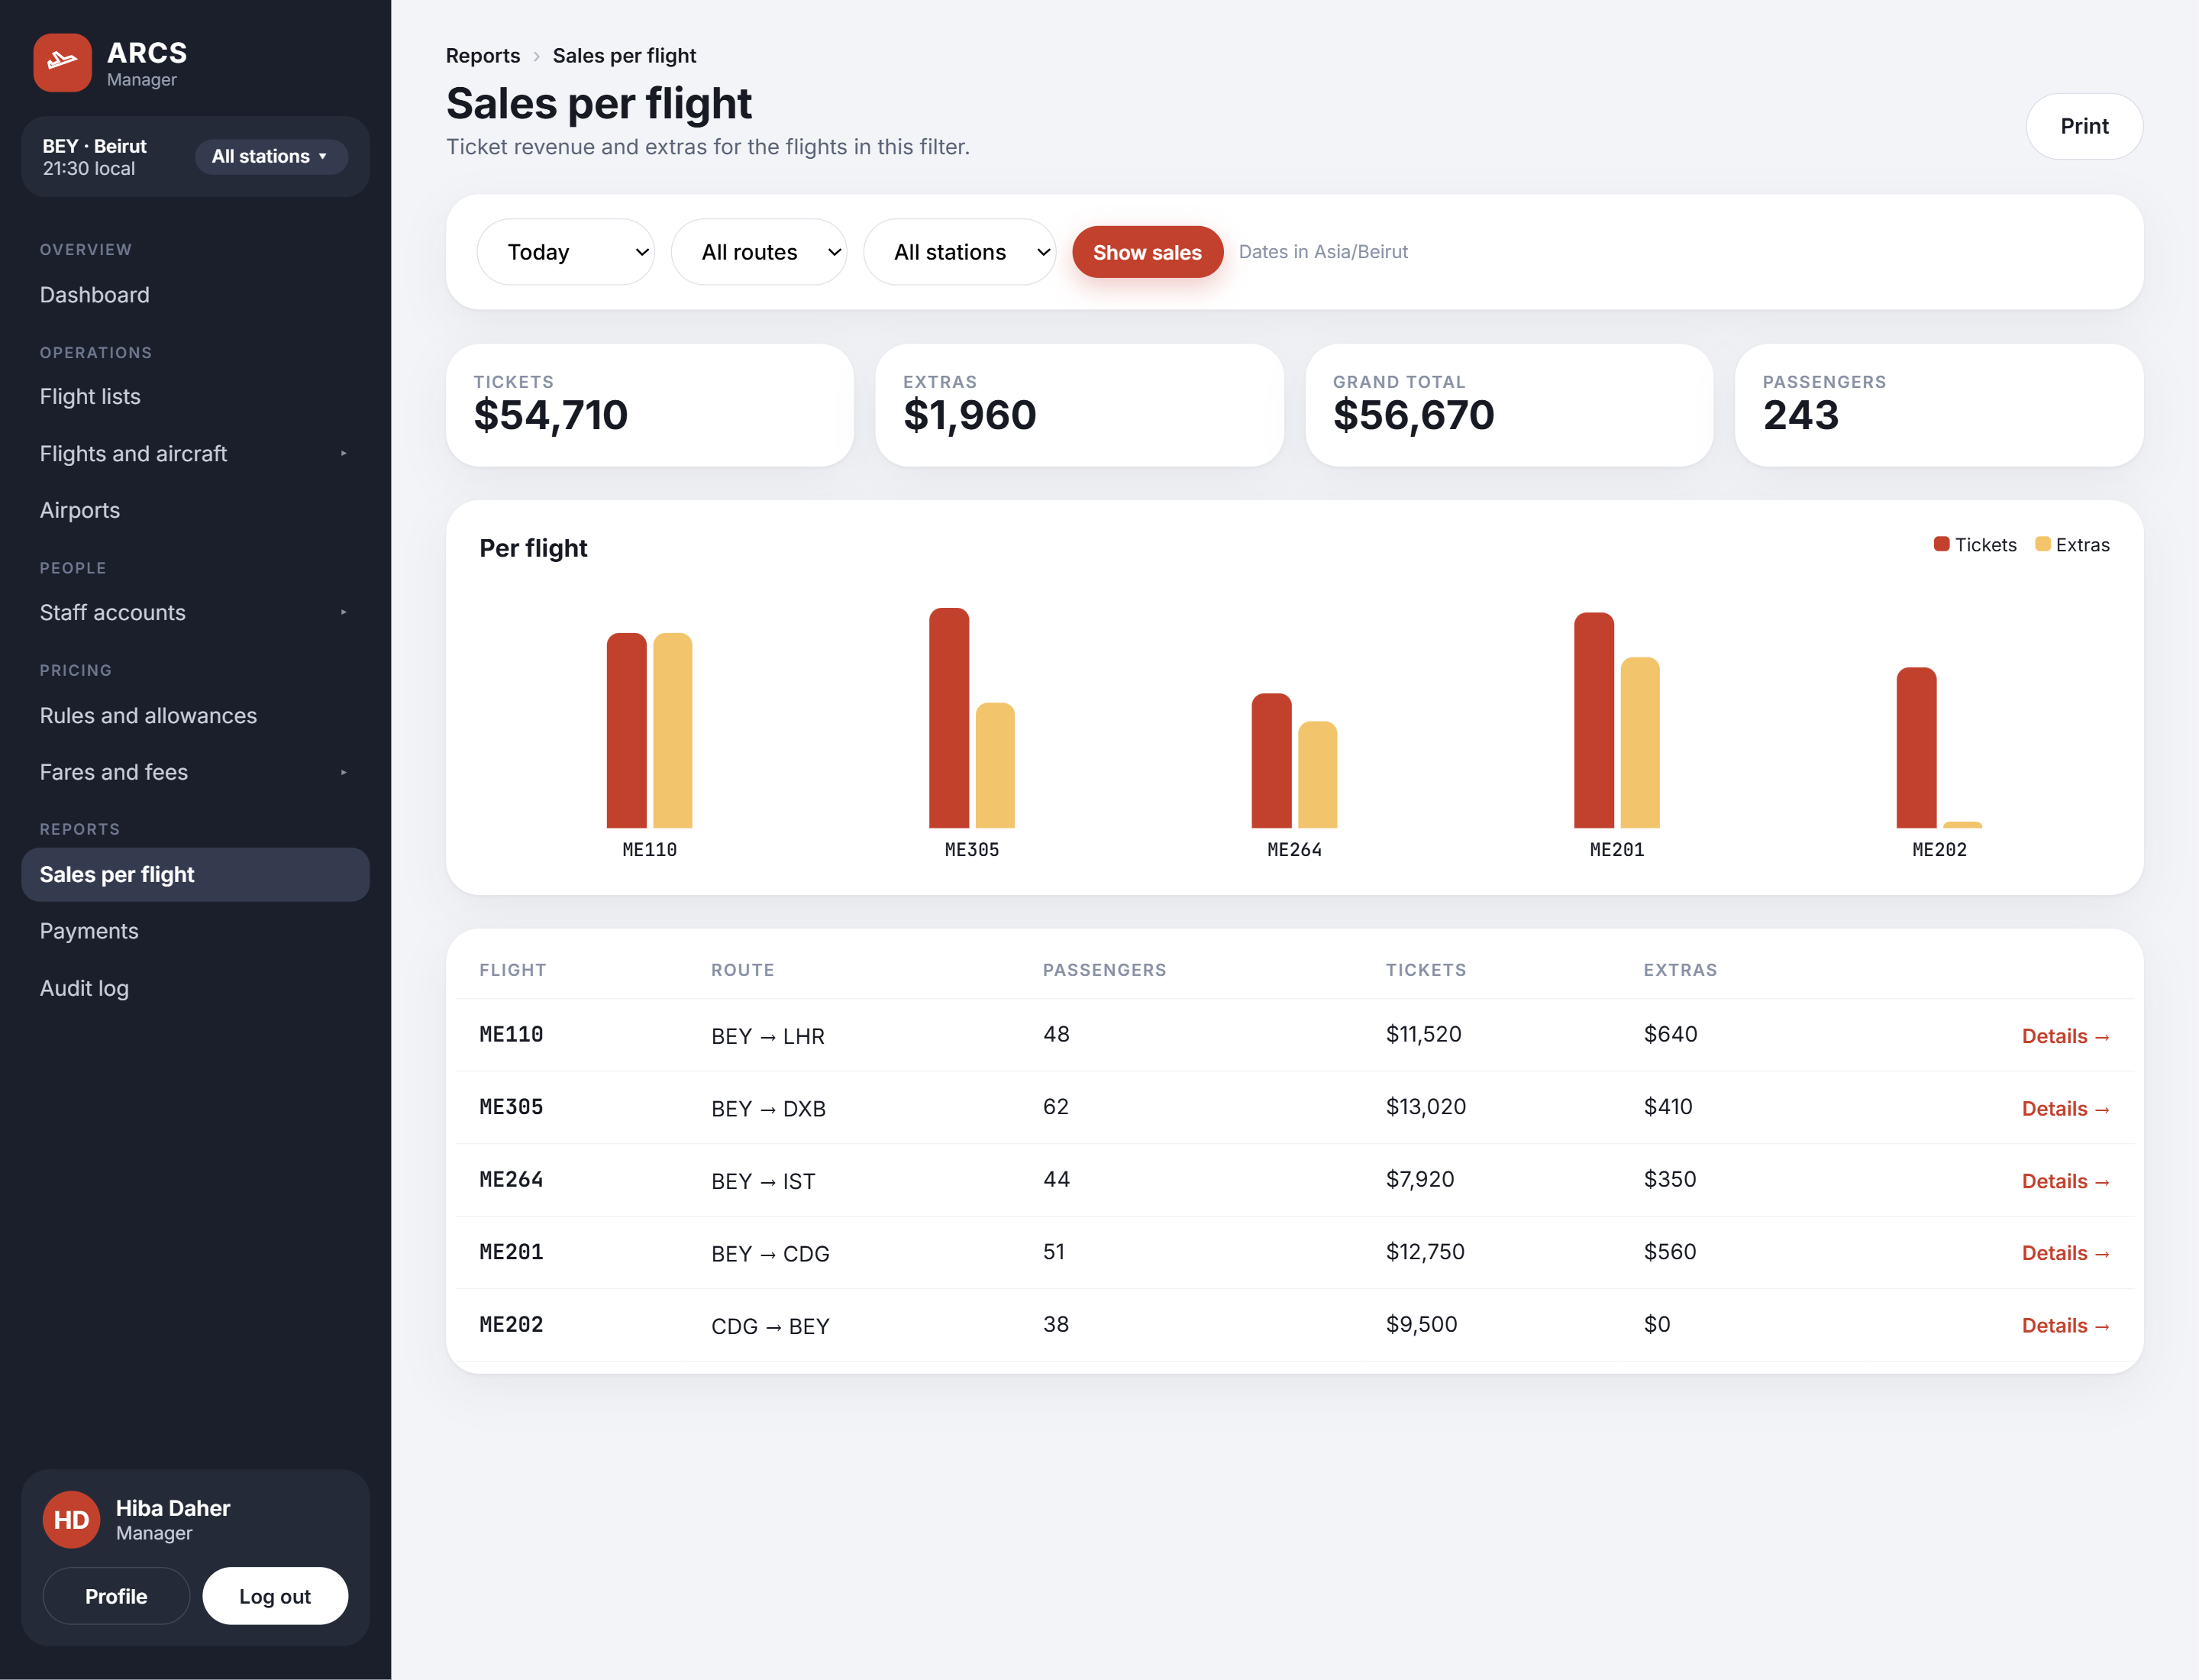 ARCS
Manager
BEY · Beirut
21:30 local
All stations ▾
OVERVIEW
Dashboard
OPERATIONS
Flight lists
Flights and aircraft ▸
Airports
PEOPLE
Staff accounts ▸
PRICING
Rules and allowances
Fares and fees ▸
REPORTS
Sales per flight
Payments
Audit log
HD
Hiba Daher
Manager
Profile
Log out
Reports › Sales per flight
Sales per flight
Ticket revenue and extras for the flights in this filter.
Print
Today
All routes
All stations
Show sales
Dates in Asia/Beirut
TICKETS
$54,710
EXTRAS
$1,960
GRAND TOTAL
$56,670
PASSENGERS
243
Per flight
Tickets Extras
ME110 ME305 ME264 ME201 ME202
FLIGHT ROUTE PASSENGERS TICKETS EXTRAS
ME110 BEY → LHR 48 $11,520 $640 Details →
ME305 BEY → DXB 62 $13,020 $410 Details →
ME264 BEY → IST 44 $7,920 $350 Details →
ME201 BEY → CDG 51 $12,750 $560 Details →
ME202 CDG → BEY 38 $9,500 $0 Details →